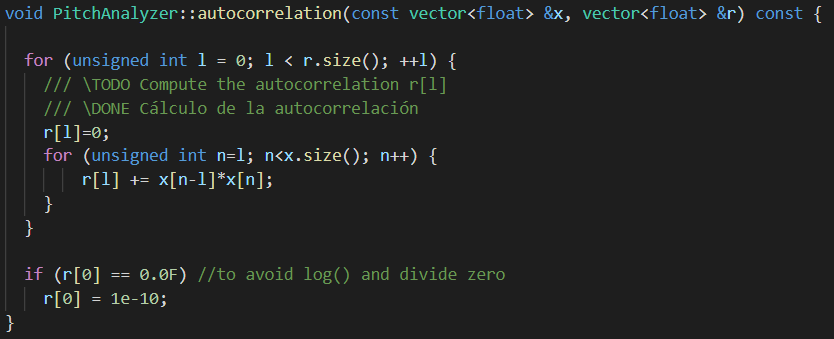 void PitchAnalyzer::autocorrelation(const vector<float> &x, vector<float> &r) const {
for (unsigned int l = 0; l < r.size(); ++l) {
/// \TODO Compute the autocorrelation r[l]
/// \DONE Cálculo de la autocorrelación
r[l]=0;
for (unsigned int n=l; n<x.size(); n++) {
r[l] += x[n-l]*x[n];
}
}
if (r[0] == 0.0F) //to avoid log() and divide zero
r[0] = 1e-10;
}